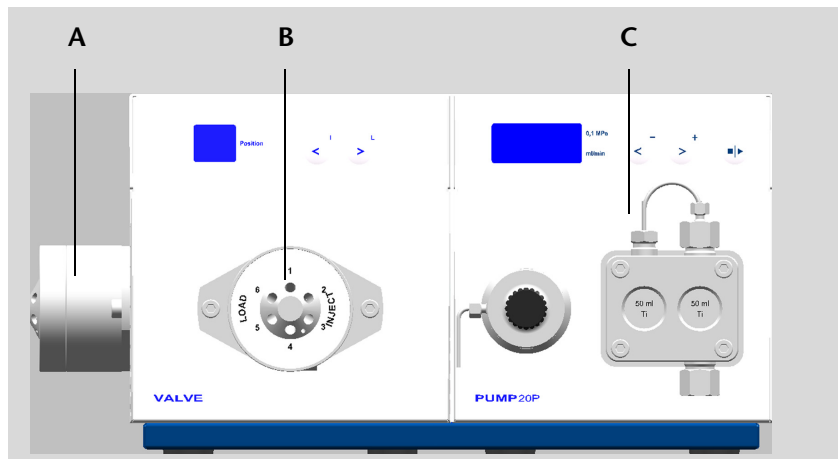 A B C
I L
Position < >
0,1 MPa
ml/min
− +
< > ■|▶
1
6 2
LOAD INJECT
5 3
4
50 ml
Ti
50 ml
Ti
VALVE
PUMP20P